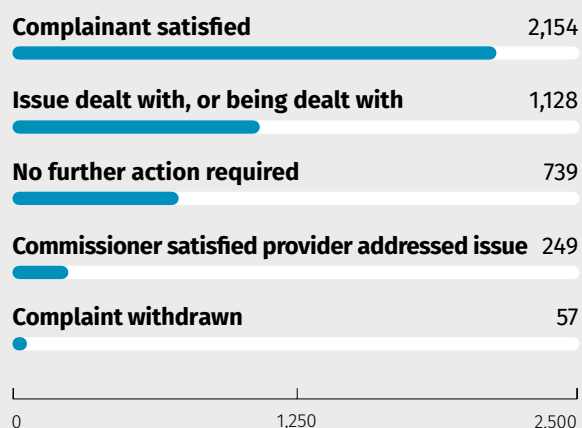 Complainant satisfied 2,154
Issue dealt with, or being dealt with 1,128
No further action required 739
Commissioner satisfied provider addressed issue 249
Complaint withdrawn 57
0 1,250 2,500